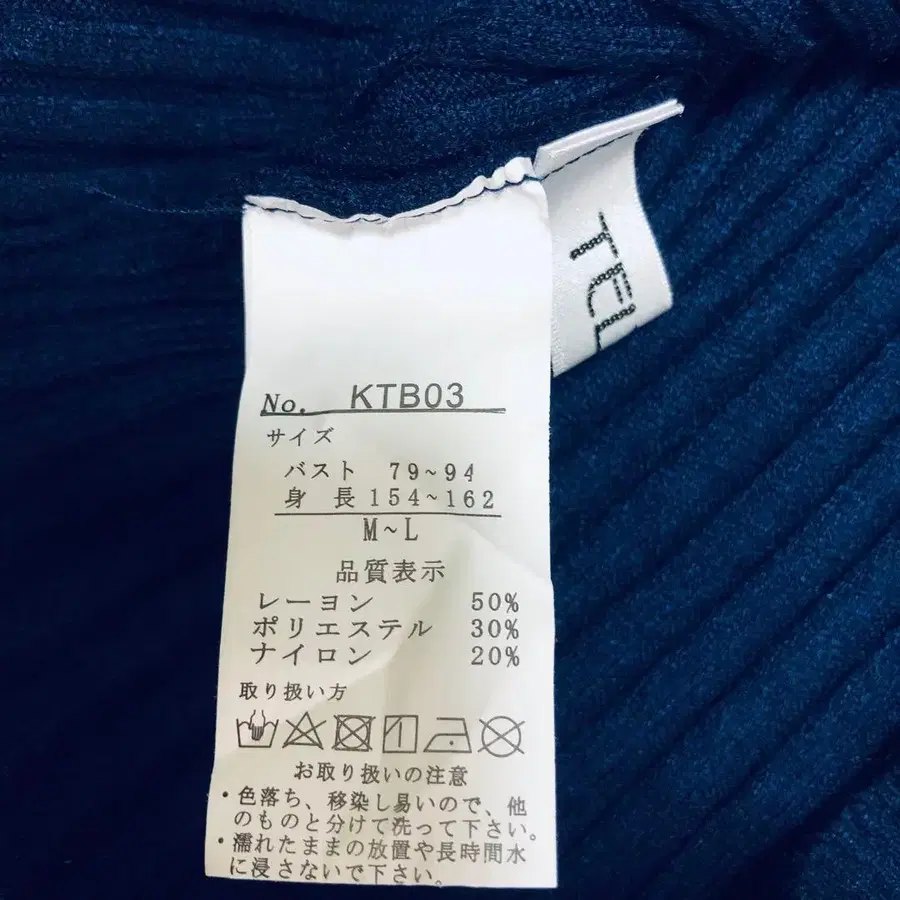 TEL
No. KTB03
サイズ
バスト 79~94
身 長 154~162
M~L
品質表示
レーヨン 50%
ポリエステル 30%
ナイロン 20%
取り扱い方
お取り扱いの注意
・色落ち、移染し易いので、他
のものと分けて洗って下さい。
・濡れたままの放置や長時間水
に浸さないで下さい。